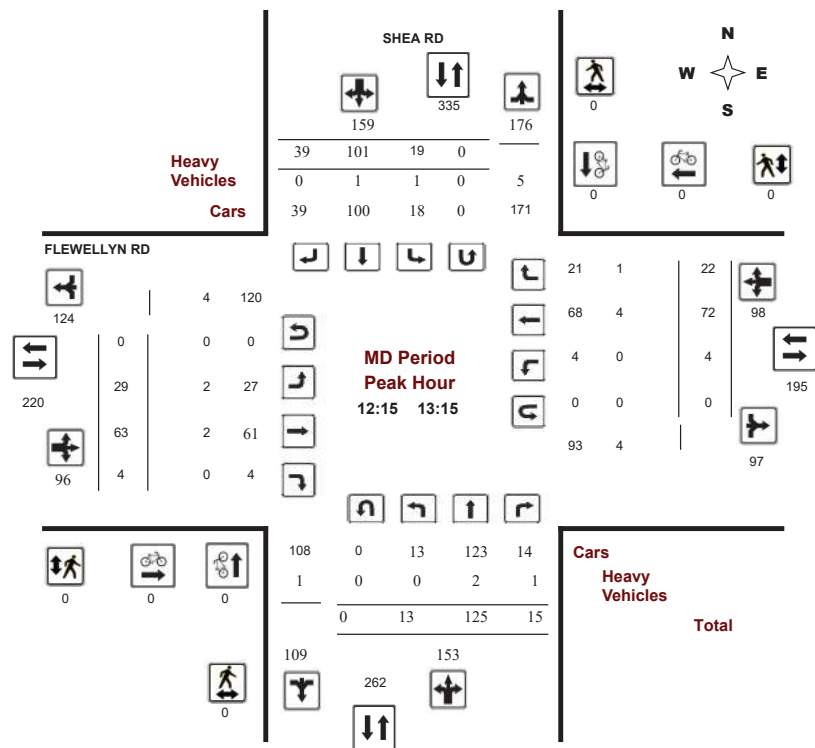 SHEA RD
N
W E
S
335
0
159
176
39 101 19 0
Heavy
Vehicles
0 1 1 0 5
Cars
39 100 18 0 171
0 0 0
FLEWELLYN RD
124
4 120
21 1 22
68 4 72 98
0 0 0
MD Period
Peak Hour
12:15 13:15
4 0 4
195
220
29 2 27
0 0 0
63 2 61
96
4 0 4
93 4
97
108 0 13 123 14
Cars
1 0 0 2 1
Heavy
Vehicles
0 0 0
0 13 125 15
Total
109
153
262
0